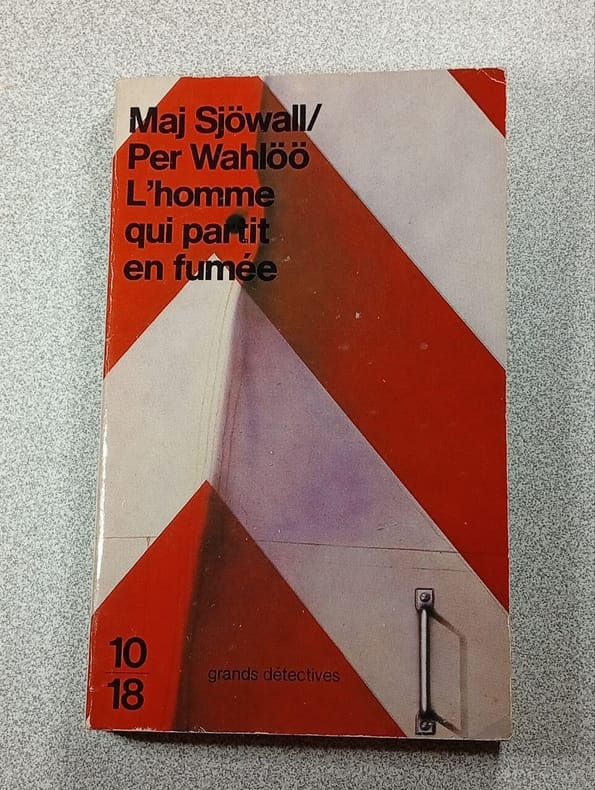 Maj Sjöwall/
Per Wahlöö
L'homme
qui partit
en fumée
10
18
grands détectives